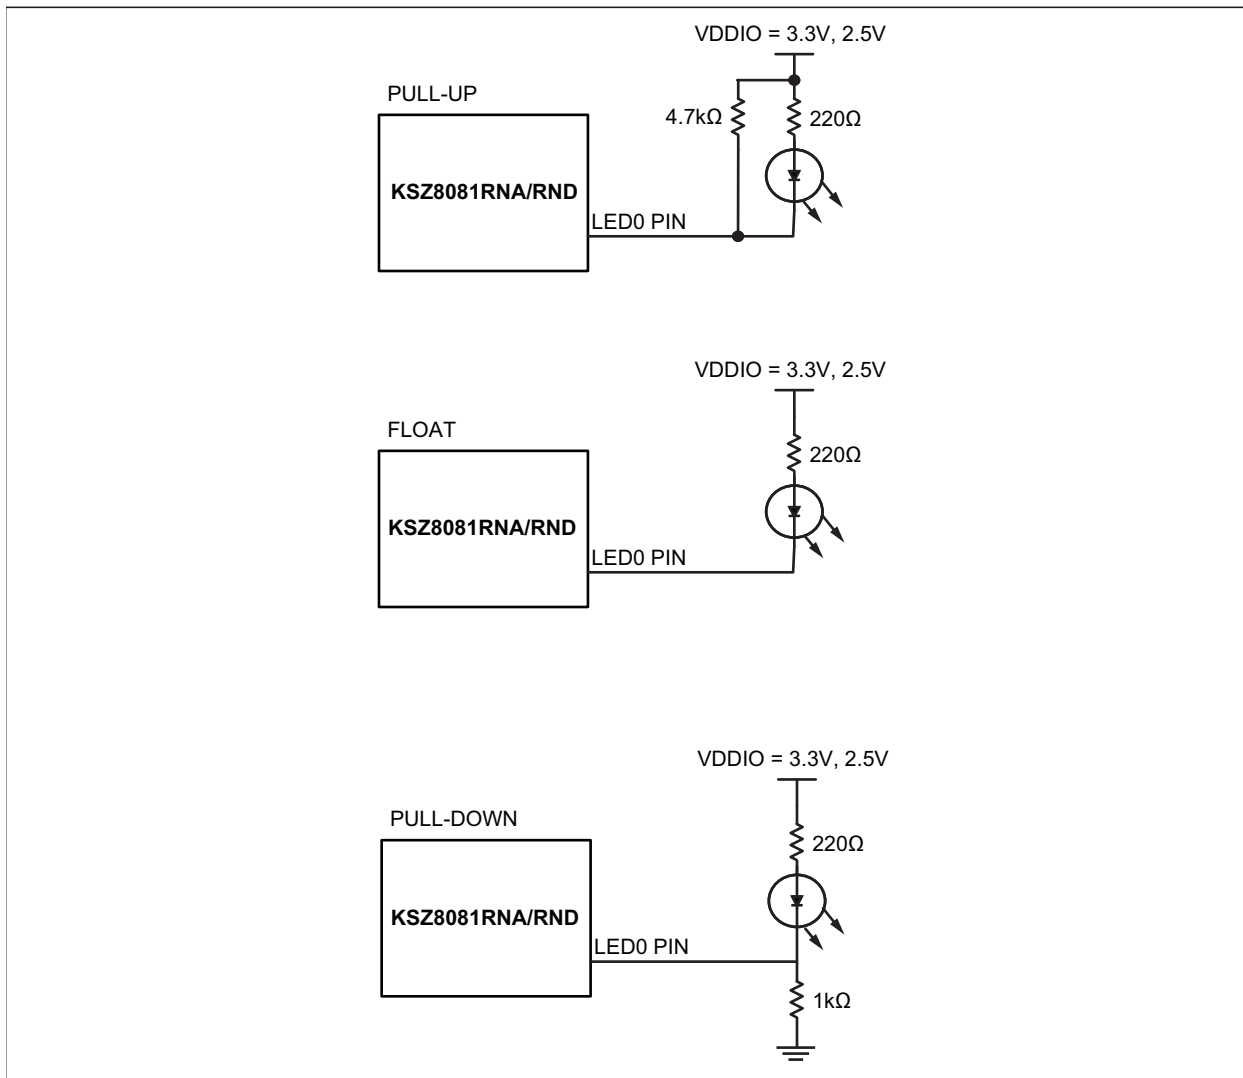 VDDIO = 3.3V, 2.5V
PULL-UP
4.7kΩ
220Ω
KSZ8081RNA/RND
LED0 PIN
VDDIO = 3.3V, 2.5V
FLOAT
220Ω
KSZ8081RNA/RND
LED0 PIN
VDDIO = 3.3V, 2.5V
PULL-DOWN
220Ω
KSZ8081RNA/RND
LED0 PIN
1kΩ